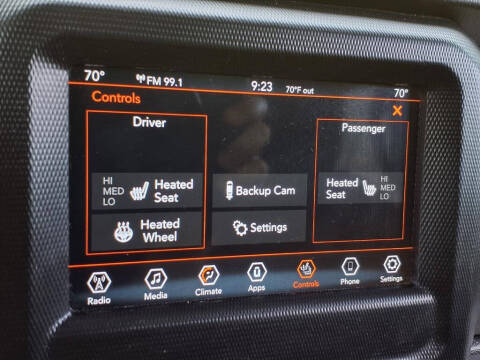 70° FM 99.1 9:23 70°F out 70°
Controls
Driver
Passenger
HI
MED
LO
Heated
Seat
Heated
Wheel
Backup Cam
Settings
Heated
Seat
HI
MED
LO
Radio Media Climate Apps Controls Phone Settings